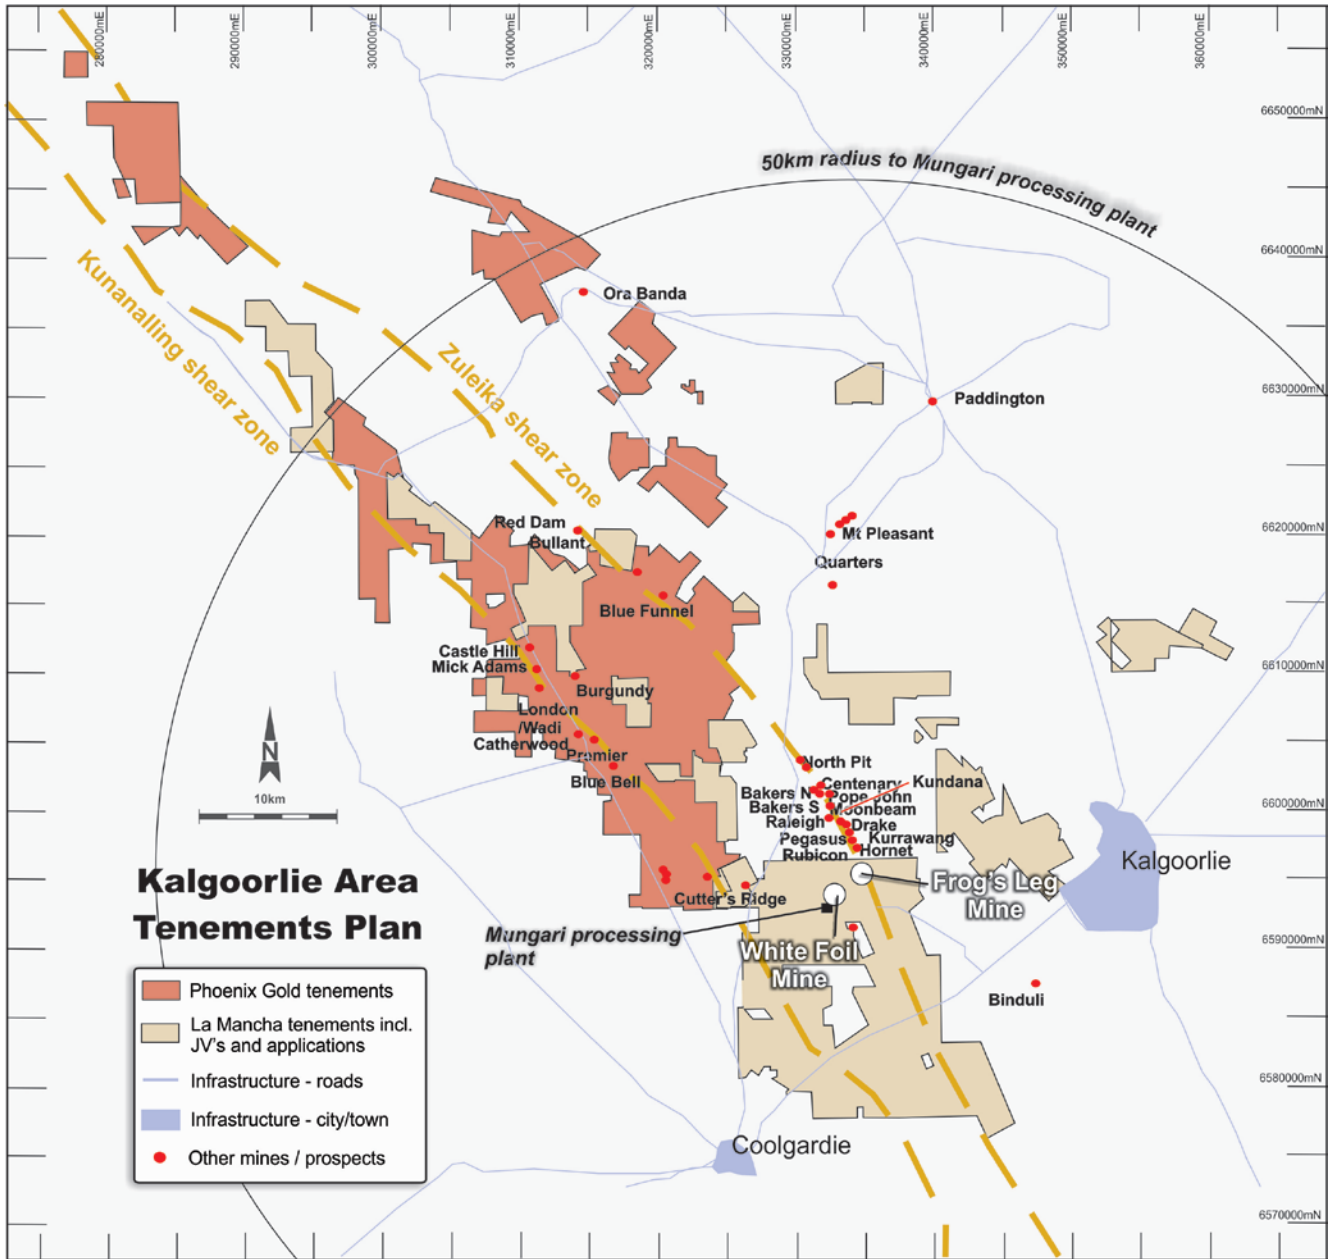 280000mE
290000mE
300000mE
310000mE
320000mE
330000mE
340000mE
350000mE
360000mE
6650000mN
50km radius to Mungari processing plant
6640000mN
Kunanalling shear zone
Ora Banda
Zuleika shear zone
6630000mN
Paddington
Red Dam
Bullant
6620000mN
Mt Pleasant
Quarters
Blue Funnel
Castle Hill
Mick Adams
6610000mN
Burgundy
London
/Wadi
Catherwood
Premier
Blue Bell
N
10km
North Pit
Centenary
Kundana
Bakers N
Pope John
Bakers S
Moonbeam
6600000mN
Raleigh
Drake
Pegasus
Kurrawang
Rubicon
Hornet
Kalgoorlie
Frog's Leg
Mine
Cutter's Ridge
Mungari processing
plant
White Foil
Mine
6590000mN
Binduli
6580000mN
Coolgardie
6570000mN
Kalgoorlie Area
Tenements Plan
Phoenix Gold tenements
La Mancha tenements incl.
JV's and applications
Infrastructure - roads
Infrastructure - city/town
Other mines / prospects